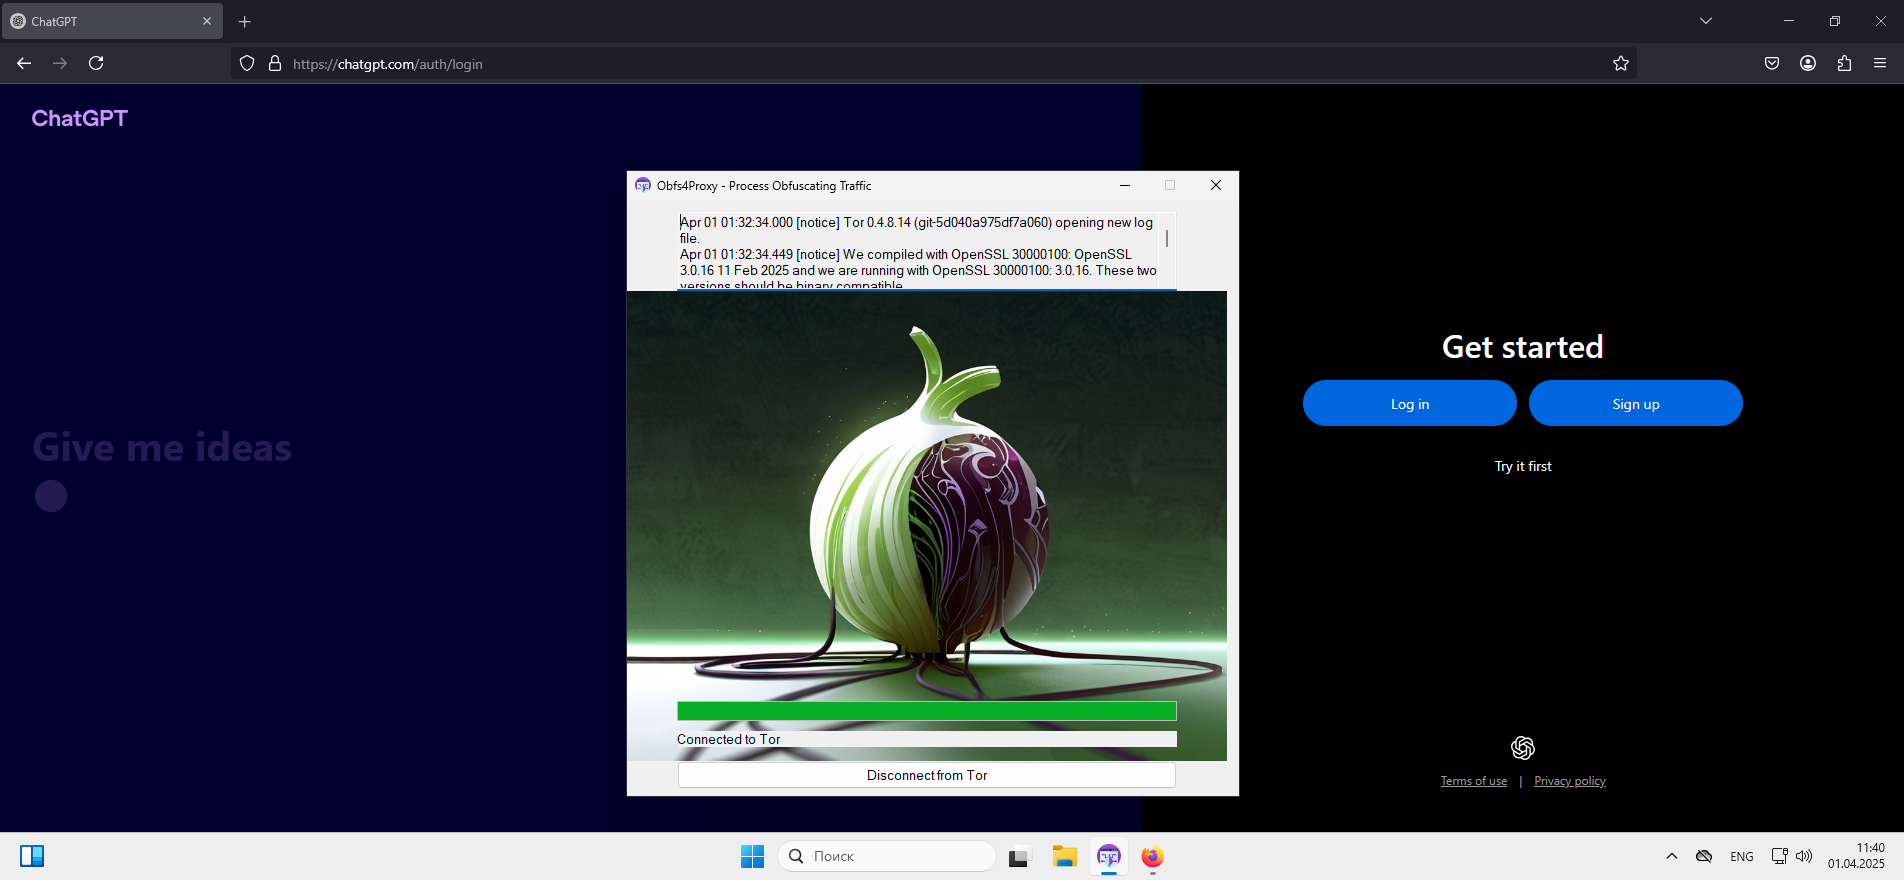 ChatGPT
https://chatgpt.com/auth/login
ChatGPT
Give me ideas
Obfs4Proxy - Process Obfuscating Traffic
Apr 01 01:32:34.000 [notice] Tor 0.4.8.14 (git-5d040a975df7a060) opening new log
file.
Apr 01 01:32:34.449 [notice] We compiled with OpenSSL 30000100: OpenSSL
3.0.16 11 Feb 2025 and we are running with OpenSSL 30000100: 3.0.16. These two
versions should be binary compatible.
Connected to Tor
Disconnect from Tor
Get started
Log in
Sign up
Try it first
Terms of use | Privacy policy
Поиск
ENG
11:40
01.04.2025